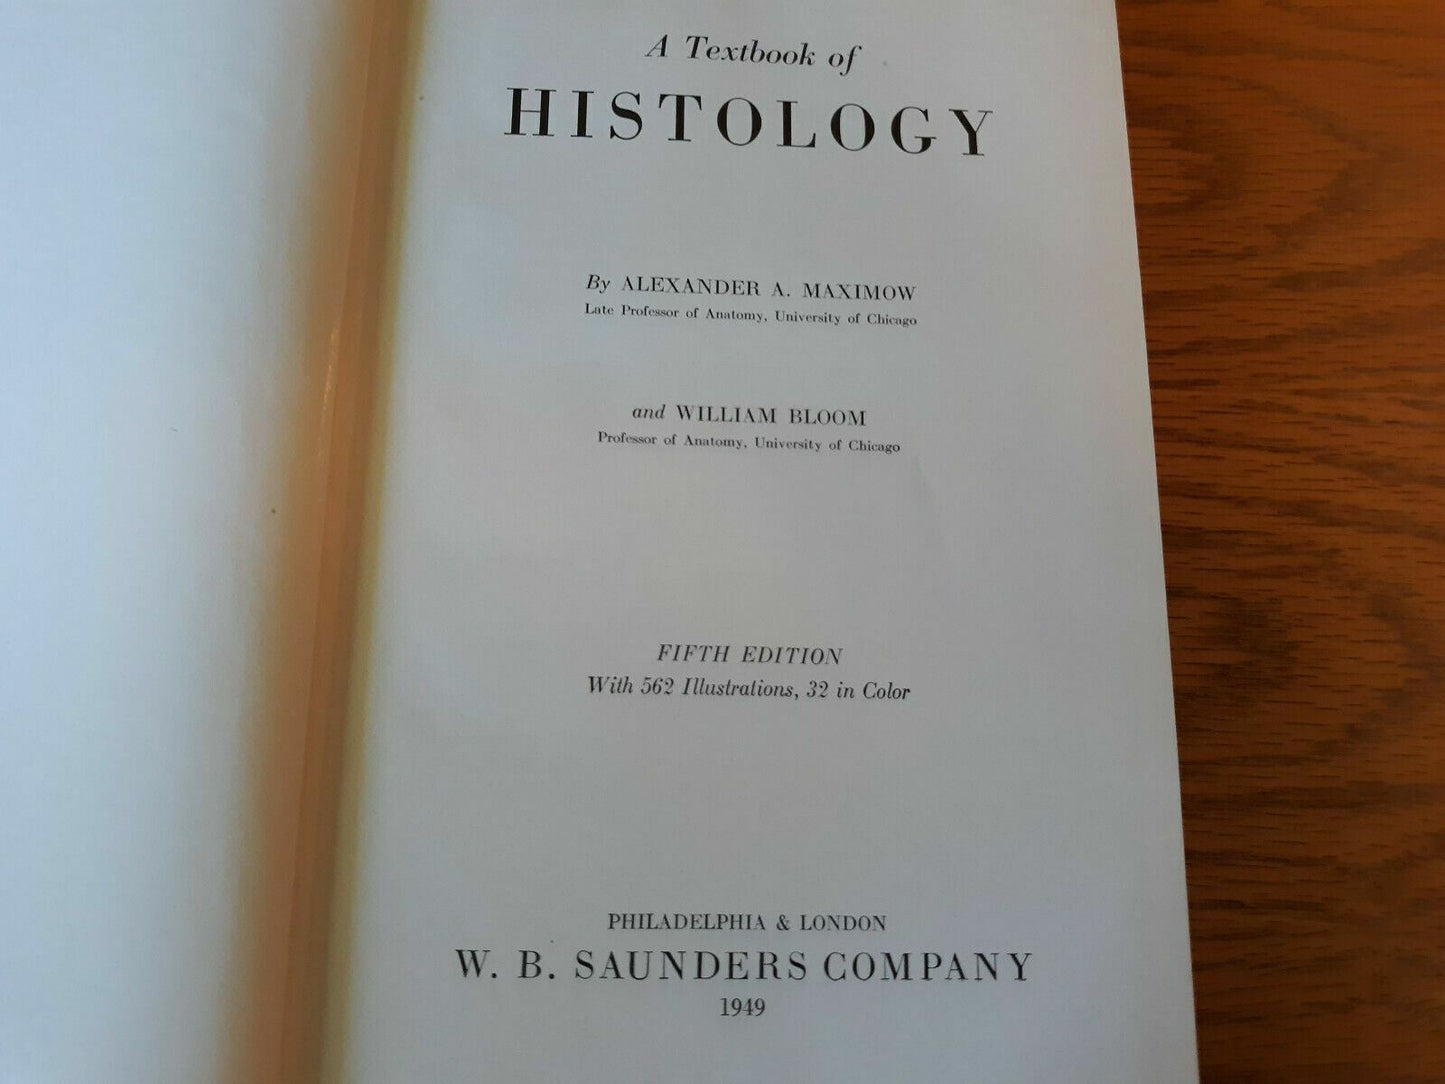 A Textbook of
HISTOLOGY
By ALEXANDER A. MAXIMOW
Late Professor of Anatomy, University of Chicago
and WILLIAM BLOOM
Professor of Anatomy, University of Chicago
FIFTH EDITION
With 562 Illustrations, 32 in Color
PHILADELPHIA & LONDON
W. B. SAUNDERS COMPANY
1949